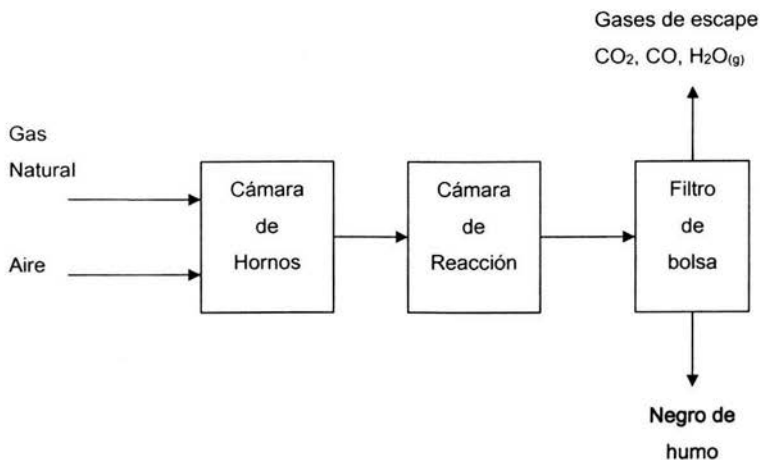 Gases de escape
CO₂, CO, H₂O(g)
Gas
Natural
Aire
Cámara
de
Hornos
Cámara
de
Reacción
Filtro
de
bolsa
Negro de
humo